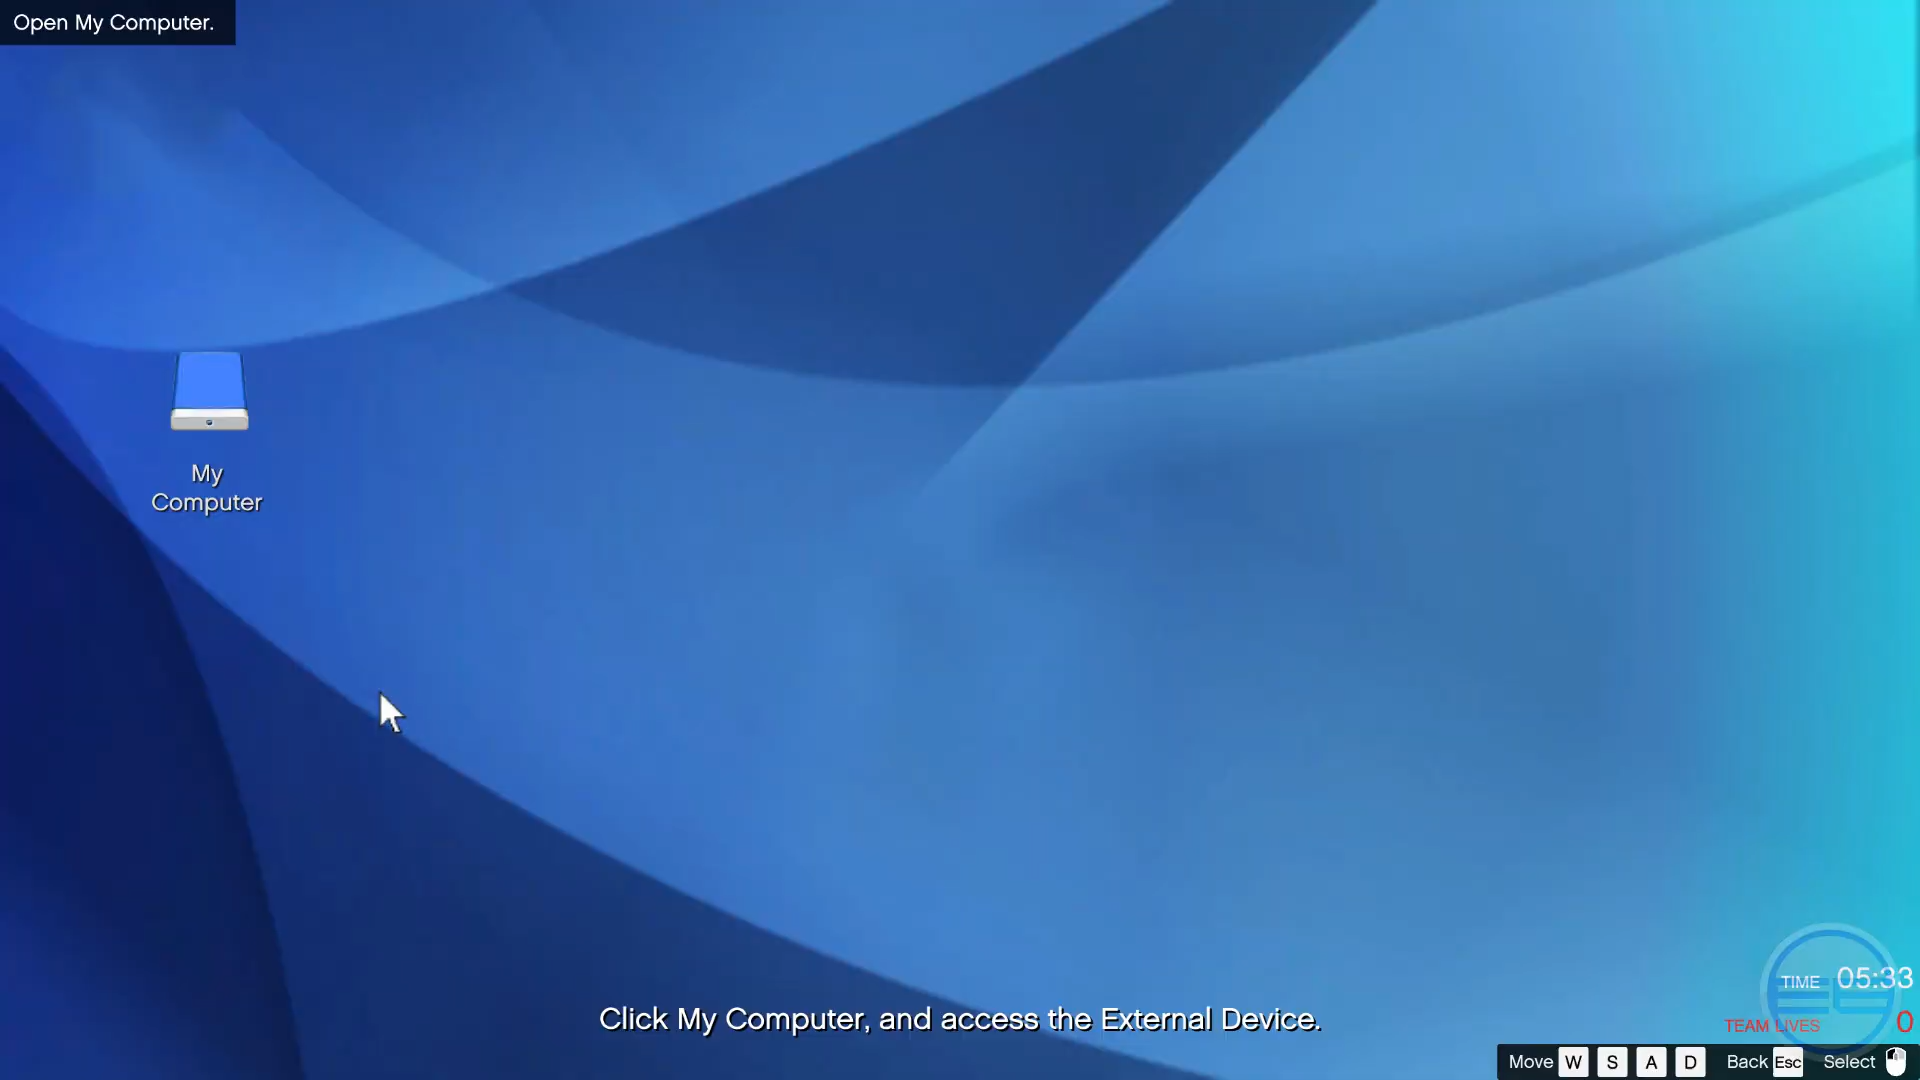 Open My Computer.
My
Computer
Click My Computer, and access the External Device.
TIME 05:33
TEAM LIVES 0
Move W S A D Back Esc Select